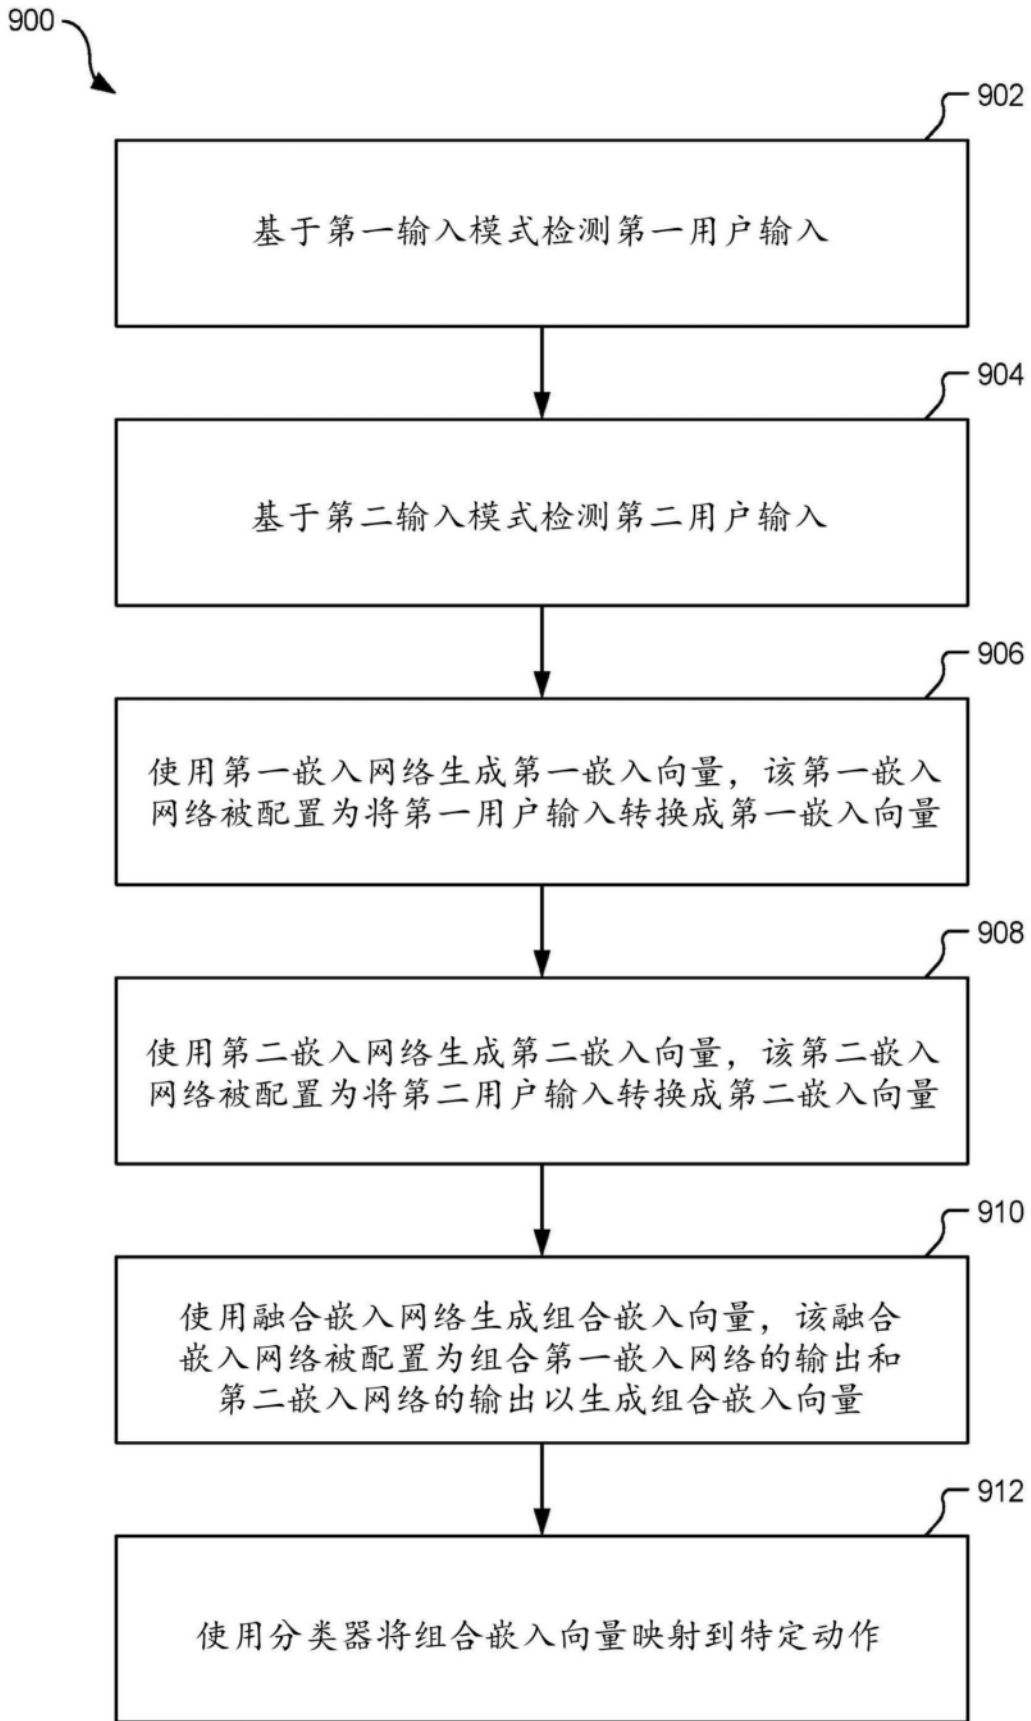 900
902
基于第一输入模式检测第一用户输入
904
基于第二输入模式检测第二用户输入
906
使用第一嵌入网络生成第一嵌入向量，该第一嵌入
网络被配置为将第一用户输入转换成第一嵌入向量
908
使用第二嵌入网络生成第二嵌入向量，该第二嵌入
网络被配置为将第二用户输入转换成第二嵌入向量
910
使用融合嵌入网络生成组合嵌入向量，该融合
嵌入网络被配置为组合第一嵌入网络的输出和
第二嵌入网络的输出以生成组合嵌入向量
912
使用分类器将组合嵌入向量映射到特定动作